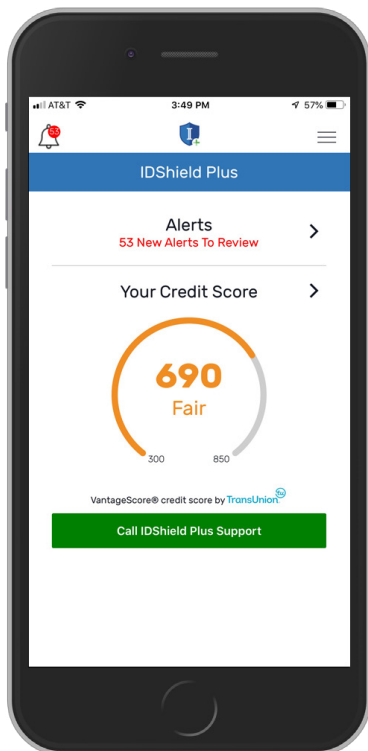 AT&T 3:49 PM 57%
53
I
IDShield Plus
Alerts
53 New Alerts To Review
Your Credit Score
690
Fair
300 850
VantageScore® credit score by TransUnion® tu
Call IDShield Plus Support